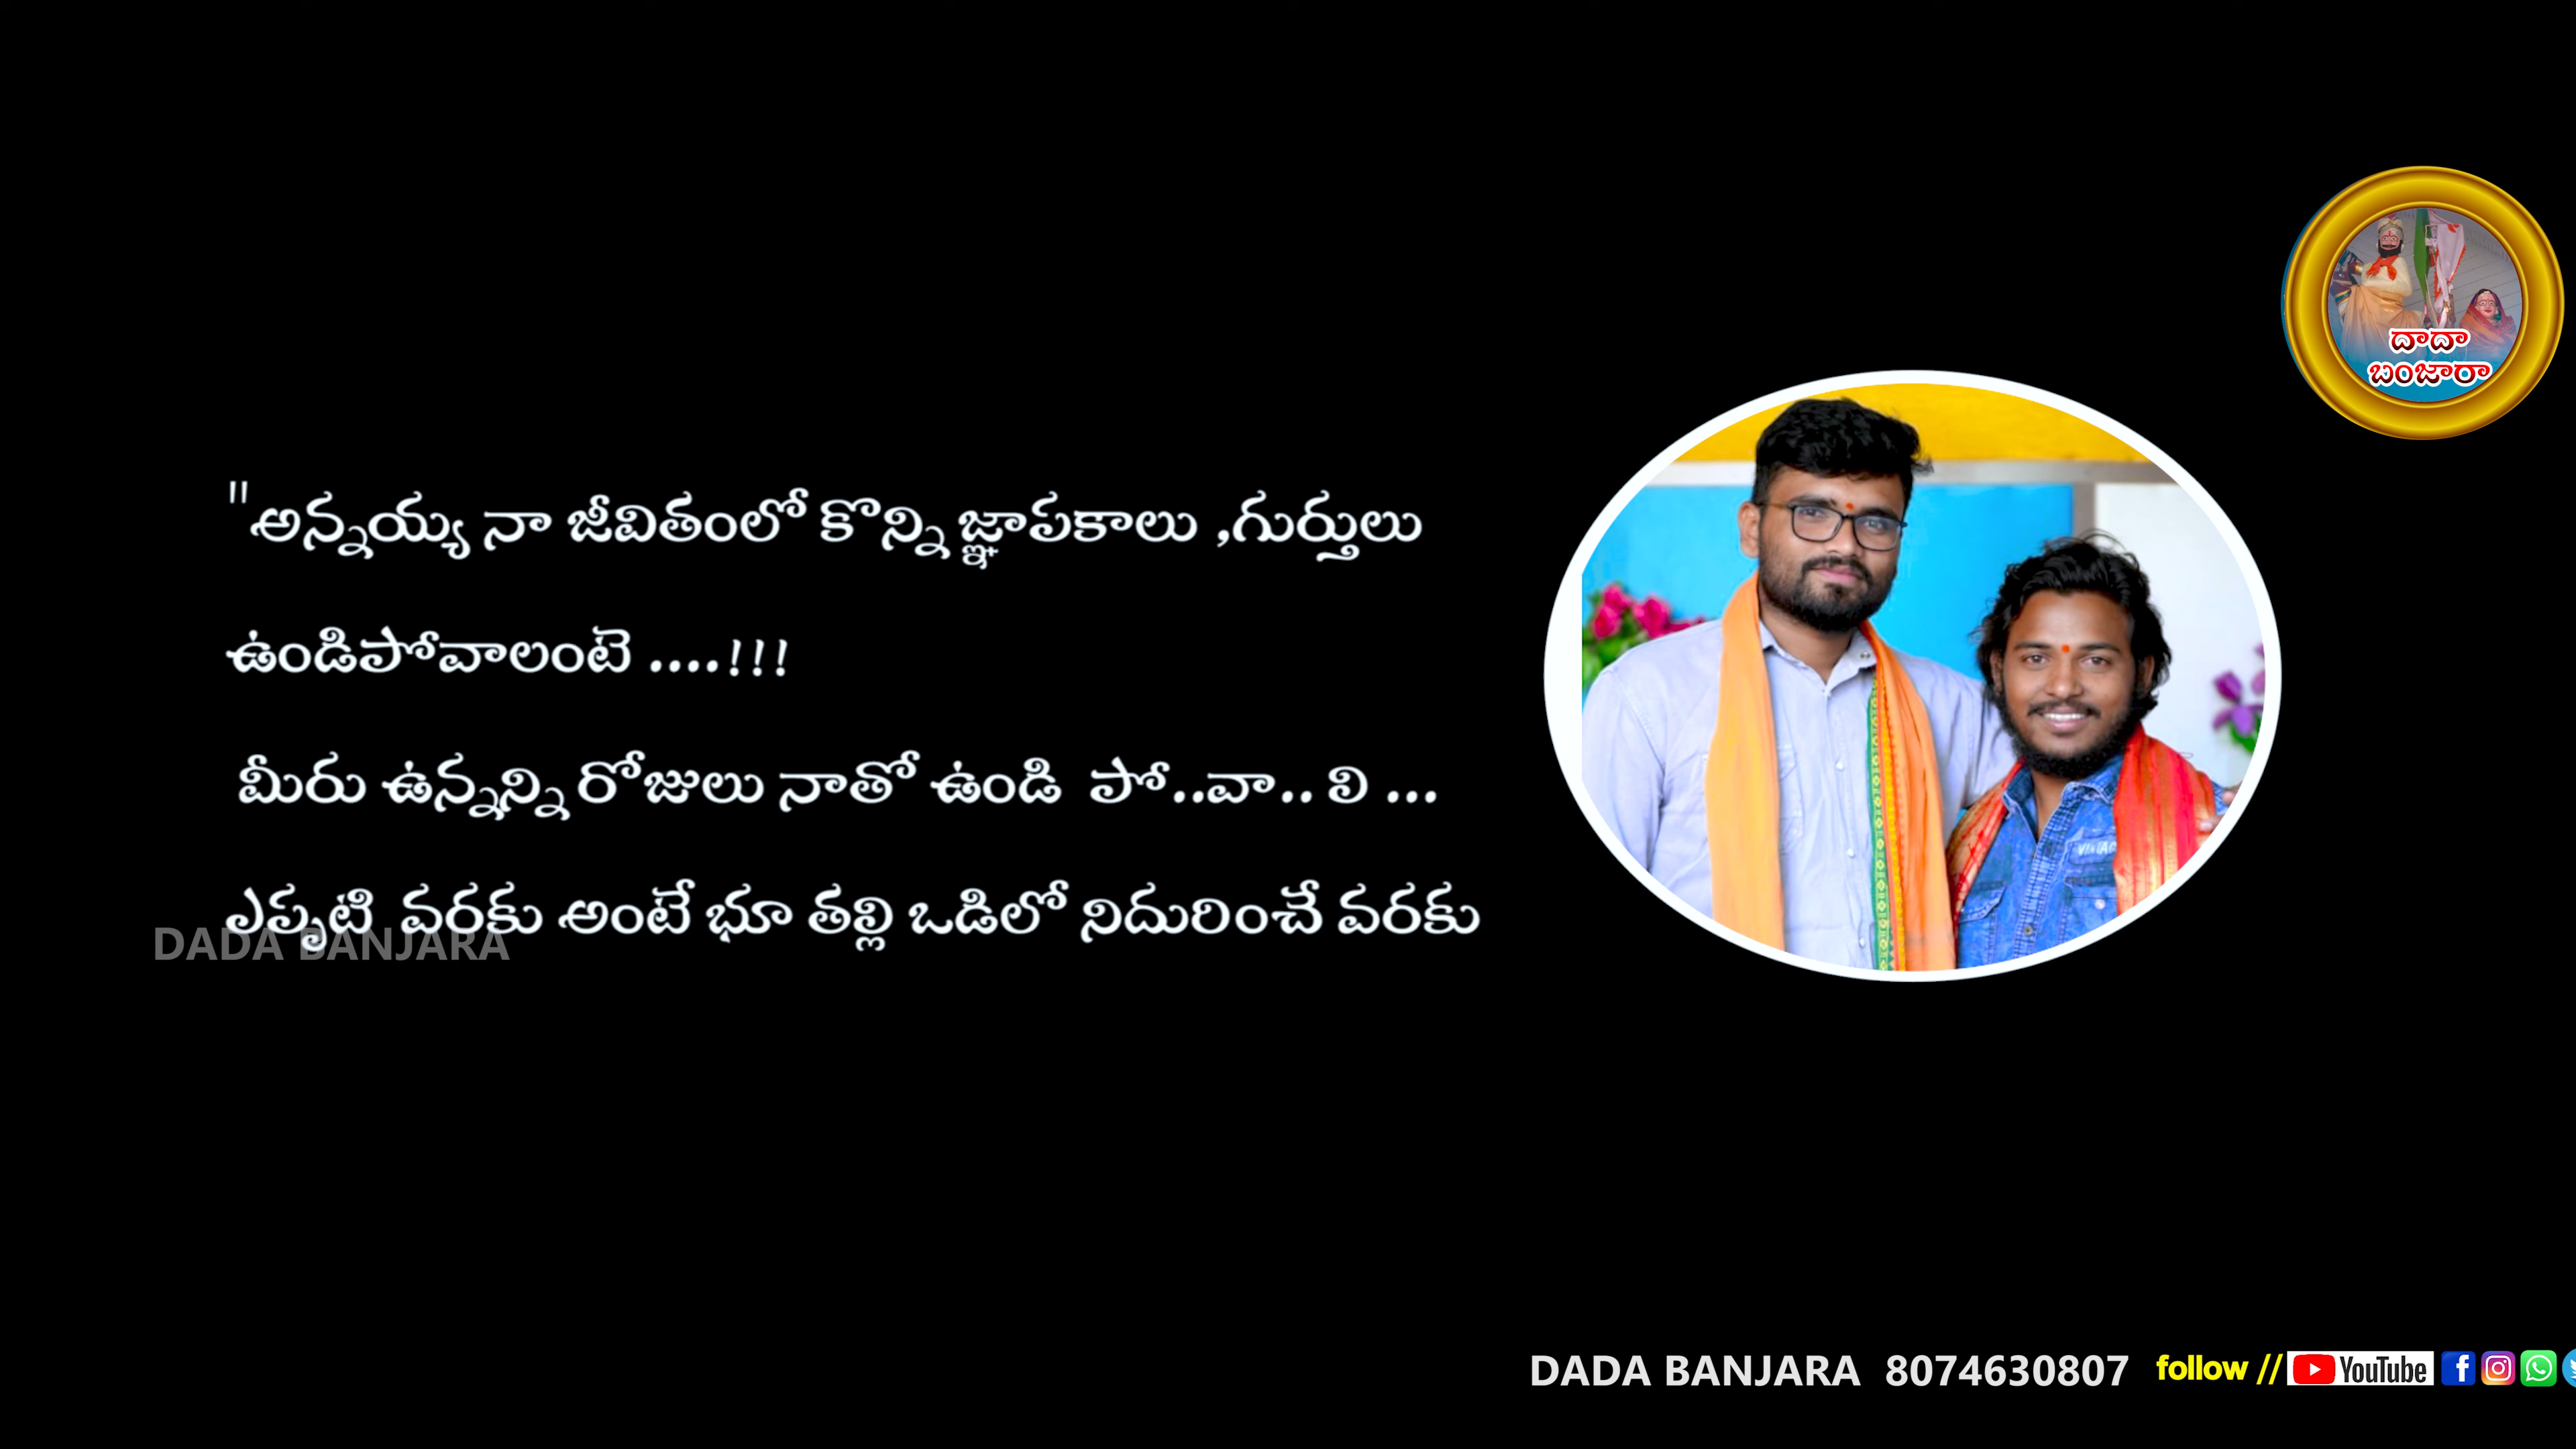 "అన్నయ్య నా జీవితంలో కొన్ని జ్ఞాపకాలు ,గుర్తులు
ఉండిపోవాలంటె ....!!!
మీరు ఉన్నన్ని రోజులు నాతో ఉండి పో..వా.. లి ...
ఎప్పటి వరకు అంటే భూ తల్లి ఒడిలో నిదురించే వరకు
DADA BANJARA
దాదా
బంజారా
DADA BANJARA 8074630807 follow // YouTube